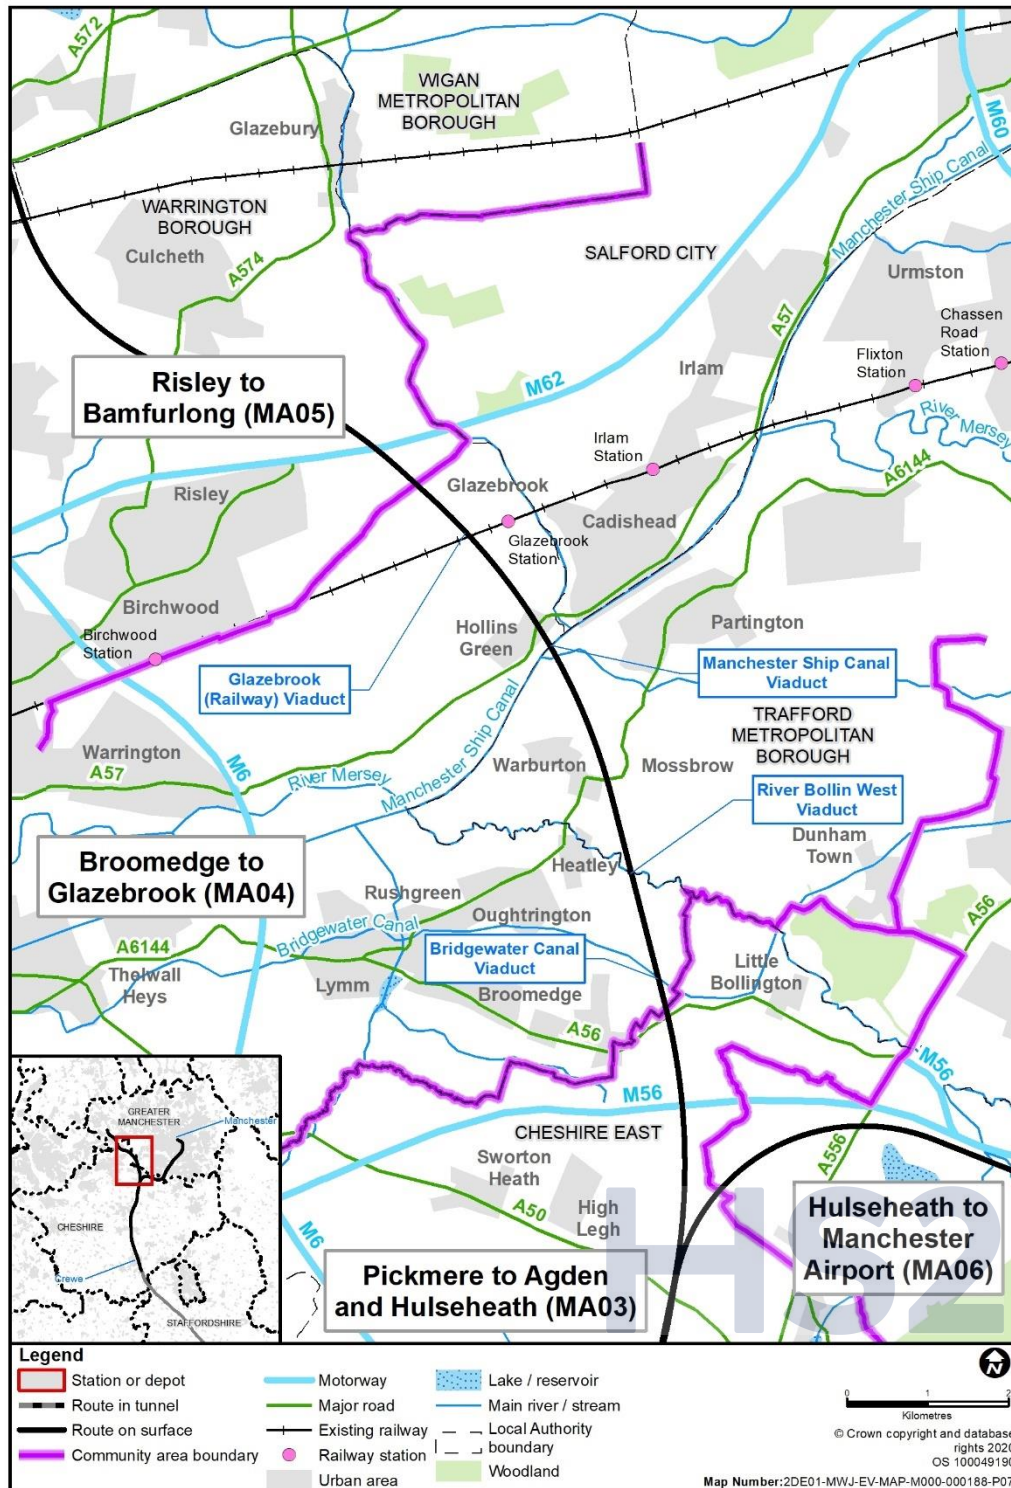 A572
WIGAN
METROPOLITAN
BOROUGH
M60
Glazebury
Manchester Ship Canal
WARRINGTON
BOROUGH
Culcheth
A574
SALFORD CITY
Urmston
A57
Chassen
Road
Station
Flixton
Station
Risley to
Bamfurlong (MA05)
M62
Irlam
River Mersey
Irlam
Station
A6144
Risley
Glazebrook
Cadishead
Glazebrook
Station
Birchwood
Birchwood
Station
Hollins
Green
Partington
Glazebrook
(Railway) Viaduct
Manchester Ship Canal
Viaduct
TRAFFORD
METROPOLITAN
BOROUGH
Warrington
A57
M6
River Mersey
Manchester Ship Canal
Warburton
Mossbrow
River Bollin West
Viaduct
Dunham
Town
Broomedge to
Glazebrook (MA04)
Heatley
Rushgreen
Oughtrington
A56
Bridgewater Canal
A6144
Bridgewater Canal
Viaduct
Thelwall
Heys
Lymm
Broomedge
Little
Bollington
A56
M56
M56
GREATER
MANCHESTER
Manchester
CHESHIRE
Crewe
STAFFORDSHIRE
CHESHIRE EAST
Sworton
Heath
A556
A50
High
Legh
M6
HS2
Hulseheath to
Manchester
Airport (MA06)
Pickmere to Agden
and Hulseheath (MA03)
Legend
Station or depot
Route in tunnel
Route on surface
Community area boundary
Motorway
Major road
Existing railway
Railway station
Urban area
Lake / reservoir
Main river / stream
Local Authority
boundary
Woodland
N
0 1 2
Kilometres
© Crown copyright and database
rights 2020
OS 100049190
Map Number:2DE01-MWJ-EV-MAP-M000-000188-P07